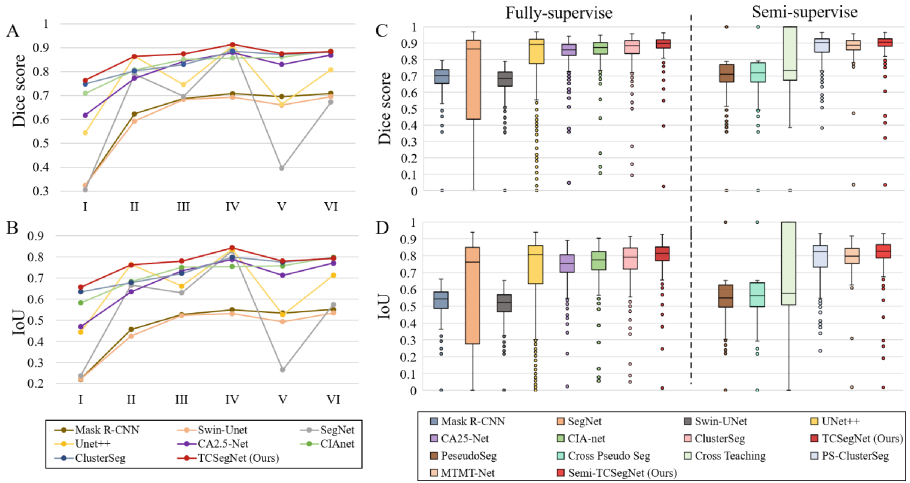 A
Dice score
1
0.9
0.8
0.7
0.6
0.5
0.4
0.3
I II III IV V VI
B
IoU
0.9
0.8
0.7
0.6
0.5
0.4
0.3
0.2
I II III IV V VI
Mask R-CNN Swin-Unet SegNet
Unet++ CA2.5-Net CIAnet
ClusterSeg TCSegNet (Ours)
Fully-supervise Semi-supervise
C
Dice score
1
0.9
0.8
0.7
0.6
0.5
0.4
0.3
0.2
0.1
0
D
IoU
1
0.9
0.8
0.7
0.6
0.5
0.4
0.3
0.2
0.1
0
Mask R-CNN SegNet Swin-UNet UNet++
CA25-Net CIA-net ClusterSeg TCSegNet (Ours)
PeseudoSeg Cross Pseudo Seg Cross Teaching PS-ClusterSeg
MTMT-Net Semi-TCSegNet (Ours)